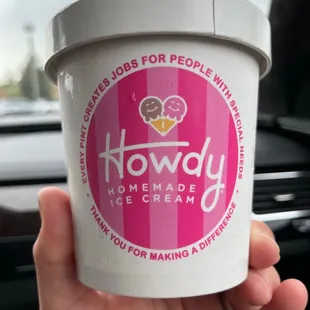 EVERY PINT CREATES JOBS FOR PEOPLE WITH SPECIAL NEEDS
Howdy
HOMEMADE
ICE CREAM
• THANK YOU FOR MAKING A DIFFERENCE •